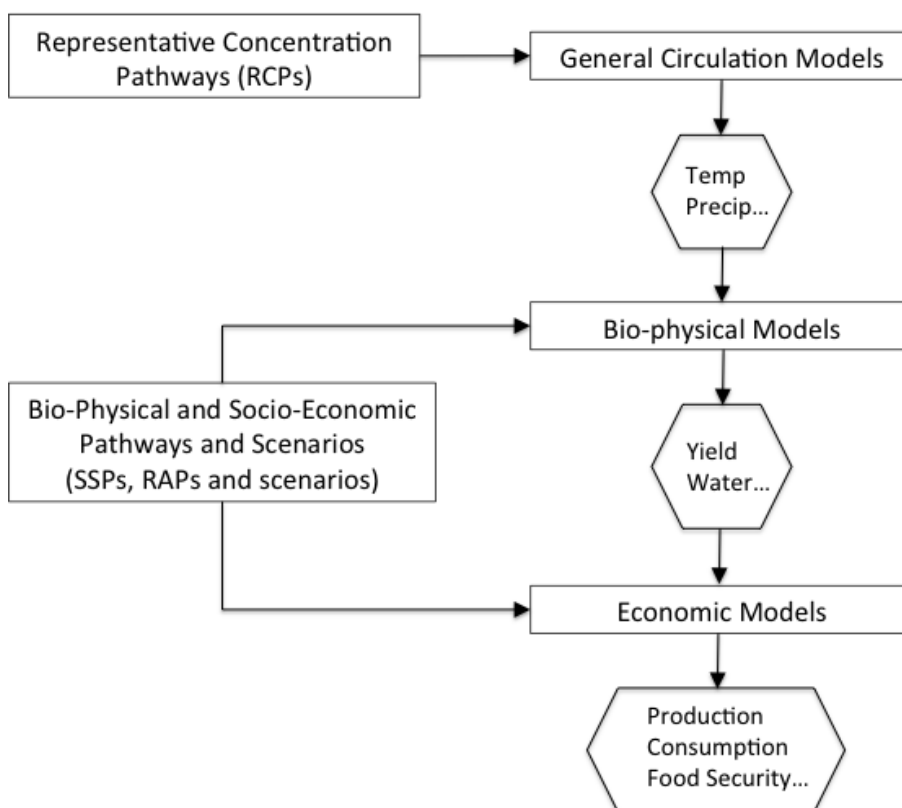 Representative Concentration
Pathways (RCPs)
General Circulation Models
Temp
Precip...
Bio-physical Models
Bio-Physical and Socio-Economic
Pathways and Scenarios
(SSPs, RAPs and scenarios)
Yield
Water...
Economic Models
Production
Consumption
Food Security...